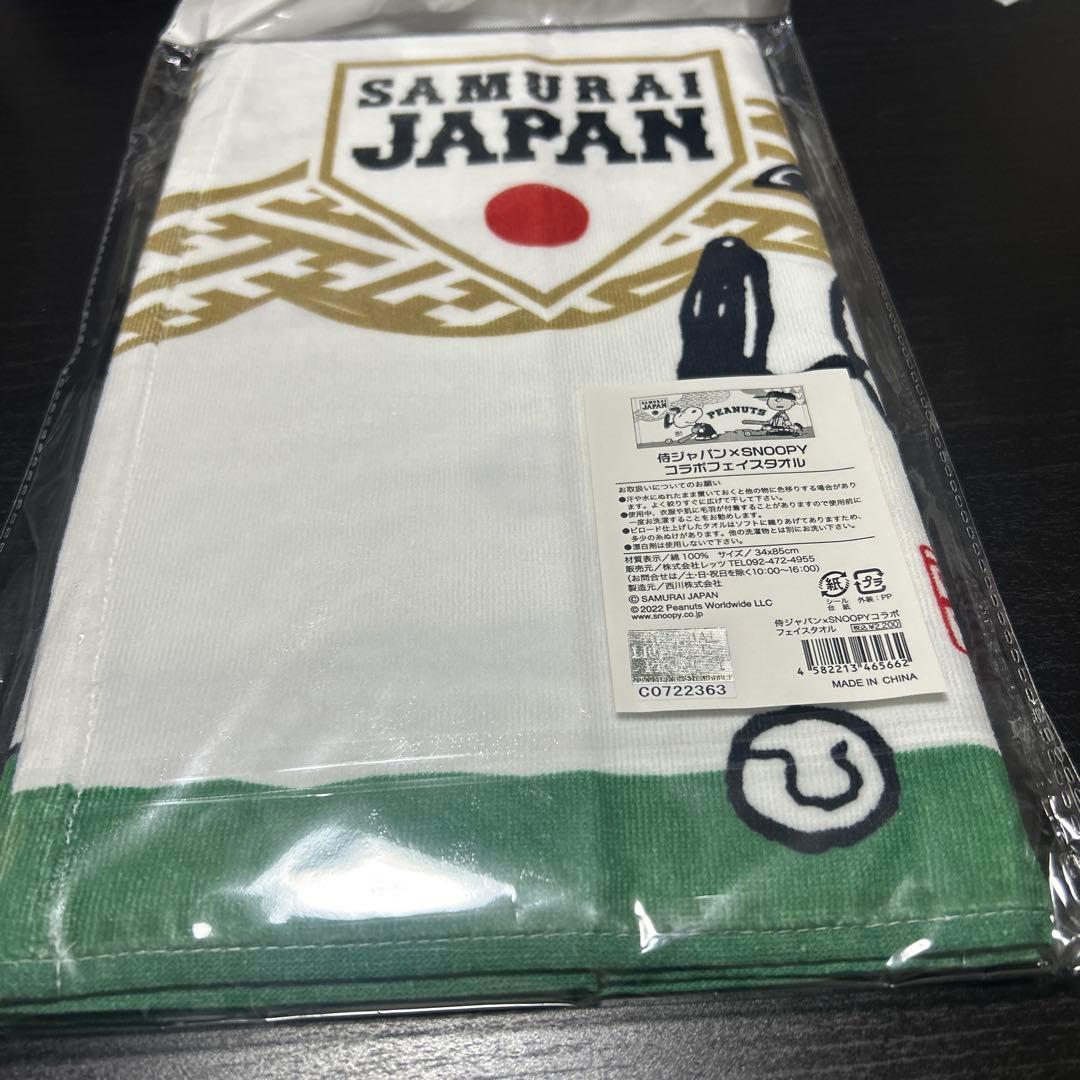 SAMURAI
JAPAN
SAMURAI
JAPAN
PEANUTS
侍ジャパン×SNOOPY
コラボフェイスタオル
お取扱いについてのお願い
●汗や水にぬれたまま置いておくと他の物に色移りする場合があり
ます。よく絞りすぐに広げて干して下さい。
●使用中、衣服や肌に毛羽が付着することがありますので使用前に
一度お洗濯することをお勧めします。
●ビロード仕上げしたタオルはソフトに織りあげてありますため、
多少の糸ぬけがあります。他の洗濯物とは別にお洗い下さい。
●漂白剤は使用しないで下さい。
材質表示/綿 100% サイズ/34x85cm
販売元/株式会社レッツ TEL092-472-4955
(お問合せは/土・日・祝日を除く10:00〜16:00)
製造元/西川株式会社
© SAMURAI JAPAN
© 2022 Peanuts Worldwide LLC
www.snoopy.co.jp
紙
シール
台紙
プラ
外装:PP
侍ジャパン×SNOOPYコラボ
フェイスタオル 税込¥2,200
C0722363
4 582213 465662
MADE IN CHINA